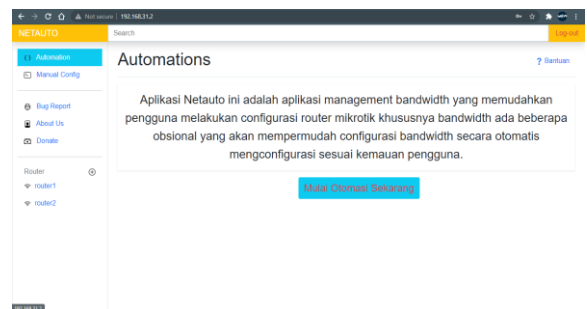 Not secure | 192.168.31.2
NETAUTO
Search
Log-out
Automation
Manual Config
Bug Report
About Us
Donate
Router
router1
router2
Automations
? Bantuan
Aplikasi Netauto ini adalah aplikasi management bandwidth yang memudahkan
pengguna melakukan configurasi router mikrotik khususnya bandwidth ada beberapa
obsional yang akan mempermudah configurasi bandwidth secara otomatis
mengconfigurasi sesuai kemauan pengguna.
Mulai Otomasi Sekarang